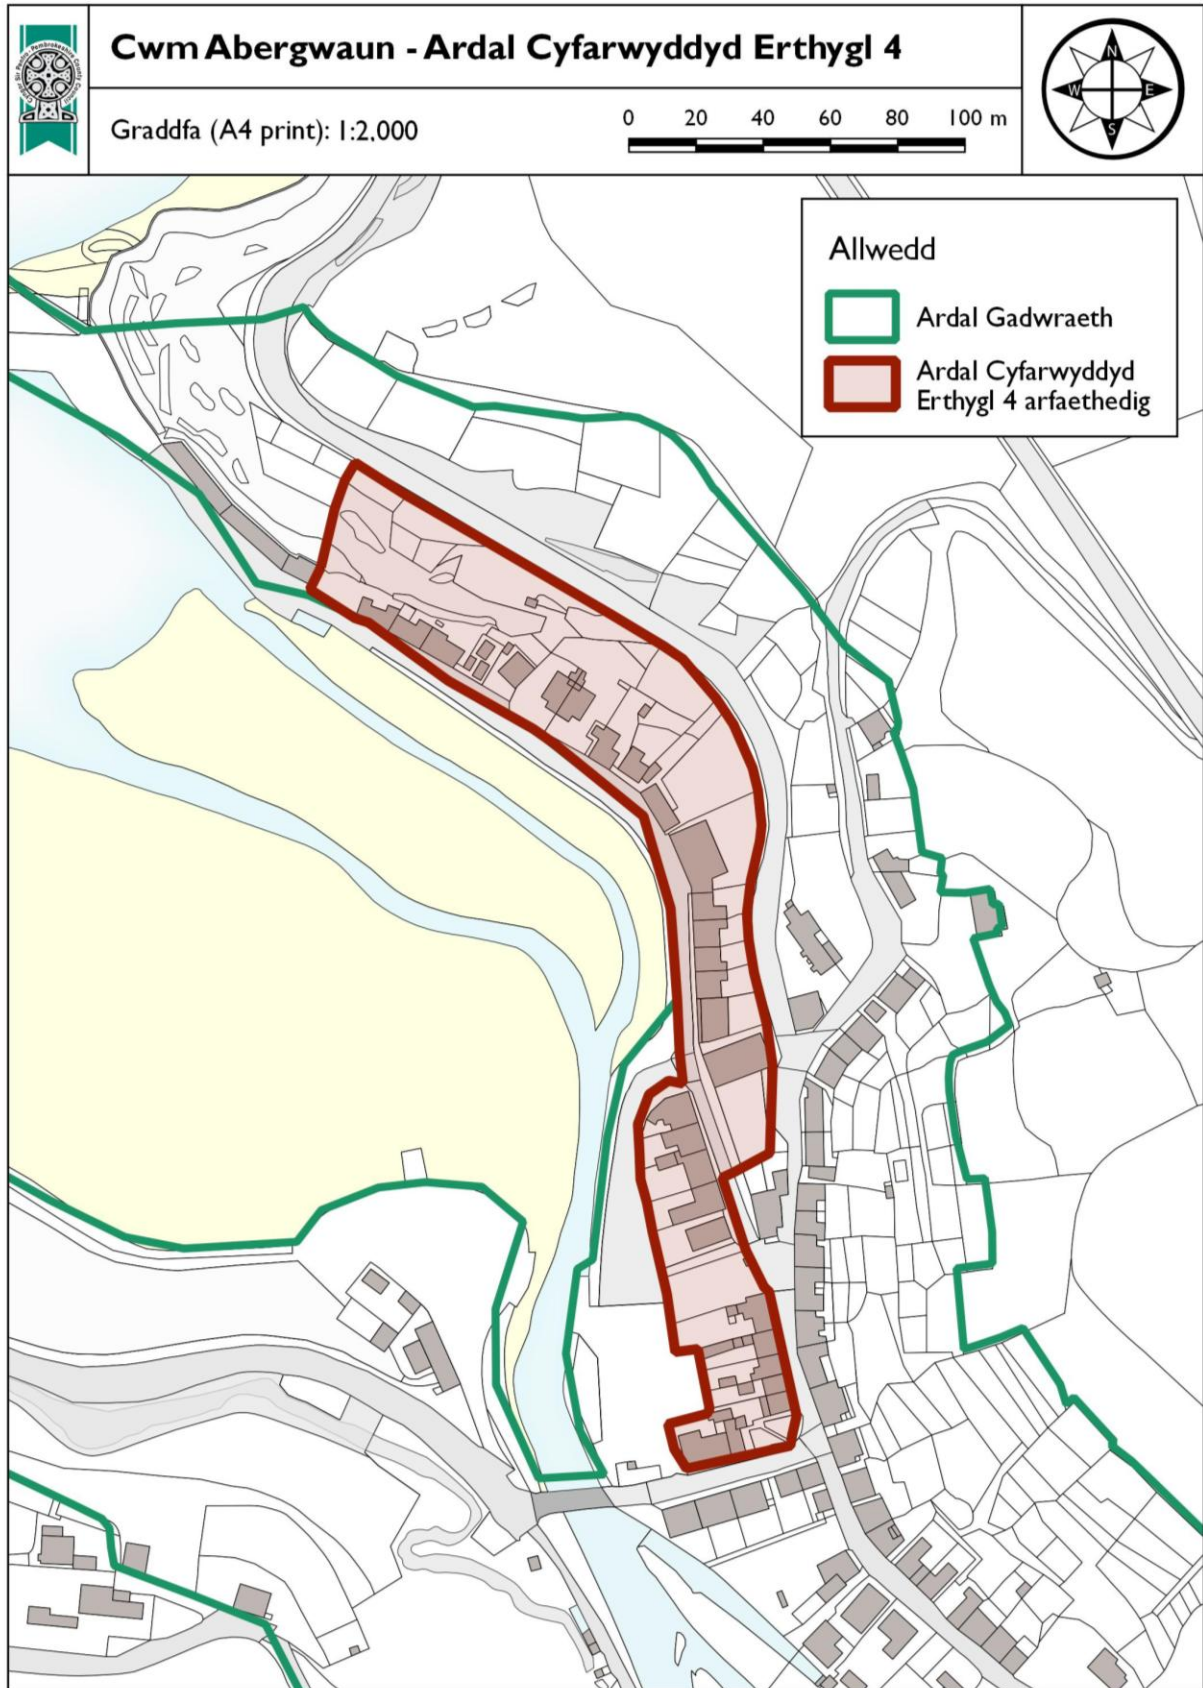 Cwm Abergwaun - Ardal Cyfarwyddyd Erthygl 4
Graddfa (A4 print): 1:2,000
0 20 40 60 80 100 m
N
W E
S
Allwedd
Ardal Gadwraeth
Ardal Cyfarwyddyd
Erthygl 4 arfaethedig